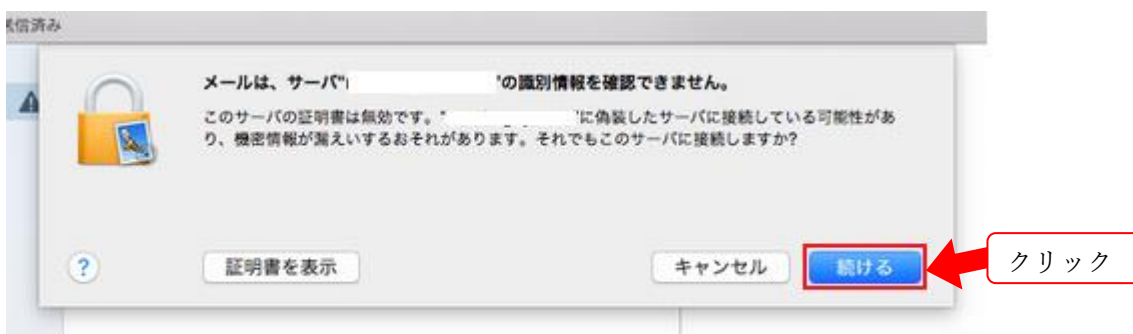 信済み
メールは、サーバ"の識別情報を確認できません。
このサーバの証明書は無効です。"に偽装したサーバに接続している可能性があ
り、機密情報が漏えいするおそれがあります。それでもこのサーバに接続しますか?
?
証明書を表示
キャンセル
続ける
クリック